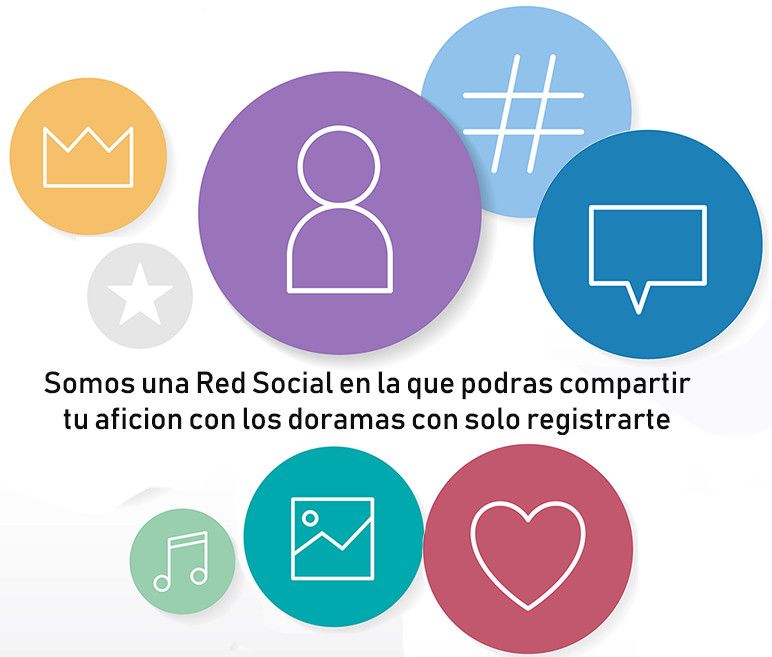 Somos una Red Social en la que podras compartir
tu aficion con los doramas con solo registrarte